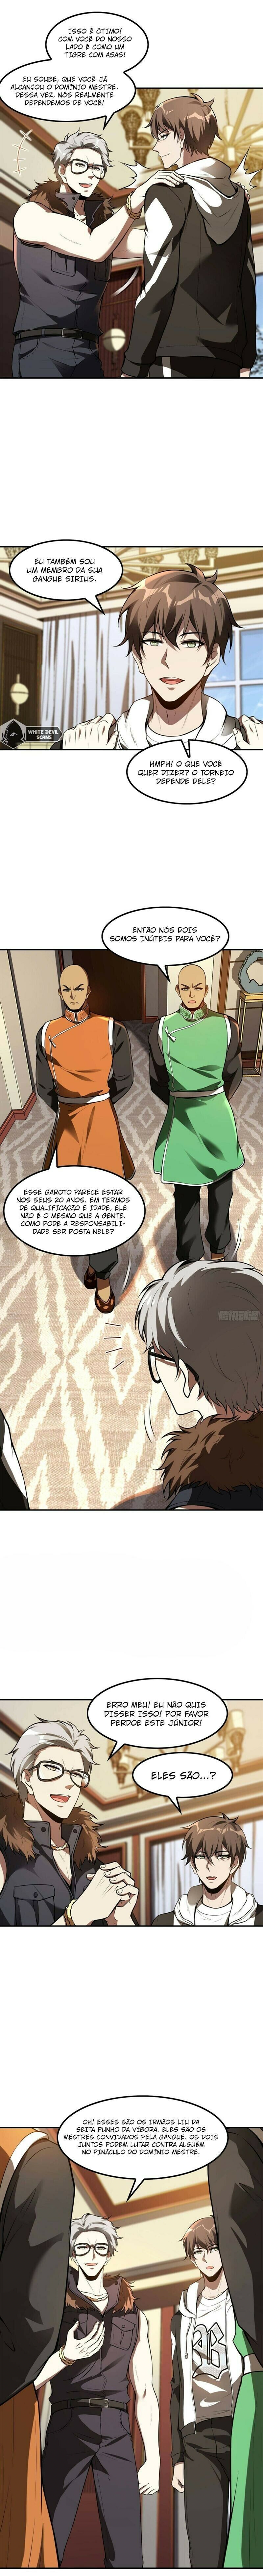 ISSO É ÓTIMO!
COM VOCÊ DO NOSSO
LADO É COMO UM
TIGRE COM ASAS!
EU SOUBE, QUE VOCÊ JÁ
ALCANÇOU O DOMÍNIO MESTRE.
DESSA VEZ, NÓS REALMENTE
DEPENDEMOS DE VOCÊ!
EU TAMBÉM SOU
UM MEMBRO DA SUA
GANGUE SIRIUS.
WHITE DEVIL
SCANS
HMPH! O QUE VOCÊ
QUER DIZER? O TORNEIO
DEPENDE DELE?
ENTÃO NÓS DOIS
SOMOS INÚTEIS PARA VOCÊ?
ESSE GAROTO PARECE ESTAR
NOS SEUS 20 ANOS. EM TERMOS
DE QUALIFICAÇÃO E IDADE, ELE
NÃO É O MESMO QUE A GENTE.
COMO PODE A RESPONSABILI-
DADE SER POSTA NELE?
ERRO MEU! EU NÃO QUIS
DISSER ISSO! POR FAVOR
PERDOE ESTE JÚNIOR!
ELES SÃO...?
OH! ESSES SÃO OS IRMÃOS LIU DA
SEITA PUNHO DA VÍBORA. ELES SÃO OS
MESTRES CONVIDADOS PELA GANGUE. OS DOIS
JUNTOS PODEM LUTAR CONTRA ALGUÉM
NO PINÁCULO DO DOMÍNIO MESTRE.